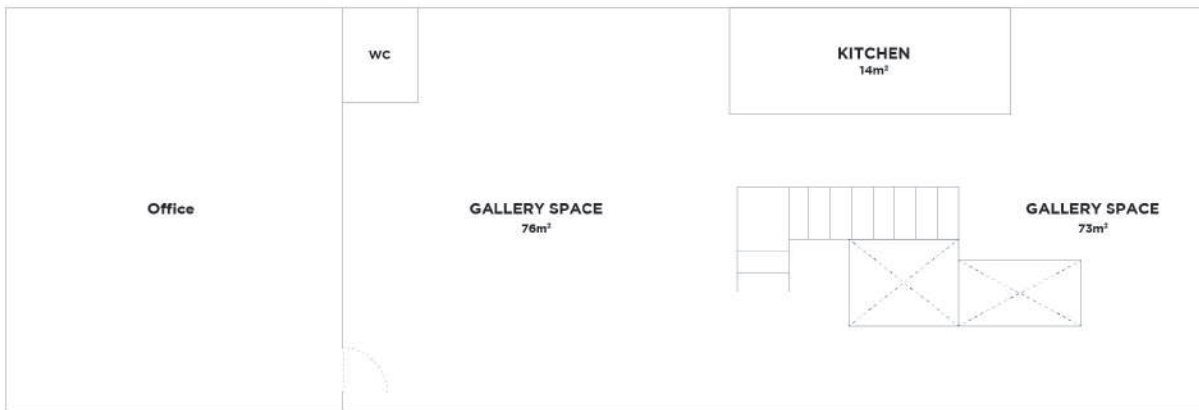 WC
KITCHEN
14m²
Office
GALLERY SPACE
76m²
GALLERY SPACE
73m²